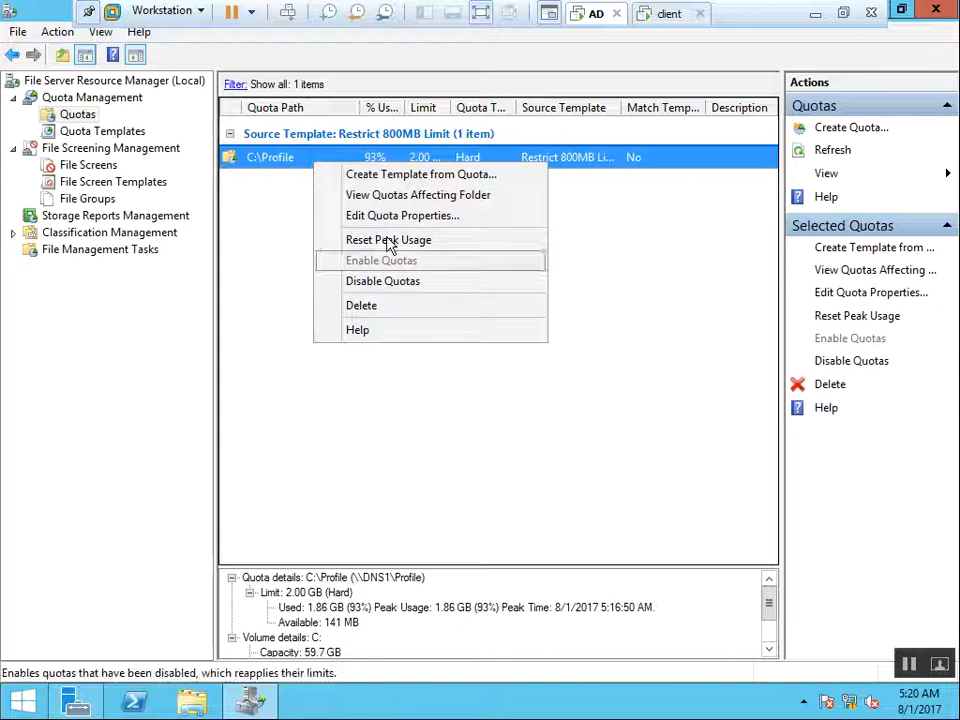 Workstation
AD
client
File
Action
View
Help
File Server Resource Manager (Local)
Quota Management
Quotas
Quota Templates
File Screening Management
File Screens
File Screen Templates
File Groups
Storage Reports Management
Classification Management
File Management Tasks
Filter: Show all: 1 items
Quota Path
% Us...
Limit
Quota T...
Source Template
Match Temp...
Description
Source Template: Restrict 800MB Limit (1 item)
C:\Profile
93%
2.00 ...
Hard
Restrict 800MB Li...
No
Create Template from Quota...
View Quotas Affecting Folder
Edit Quota Properties...
Reset Peak Usage
Enable Quotas
Disable Quotas
Delete
Help
Quota details: C:\Profile (\\DNS1\Profile)
Limit: 2.00 GB (Hard)
Used: 1.86 GB (93%) Peak Usage: 1.86 GB (93%) Peak Time: 8/1/2017 5:16:50 AM.
Available: 141 MB
Volume details: C:
Capacity: 59.7 GB
Actions
Quotas
Create Quota...
Refresh
View
Help
Selected Quotas
Create Template from ...
View Quotas Affecting ...
Edit Quota Properties...
Reset Peak Usage
Enable Quotas
Disable Quotas
Delete
Help
Enables quotas that have been disabled, which reapplies their limits.
5:20 AM
8/1/2017